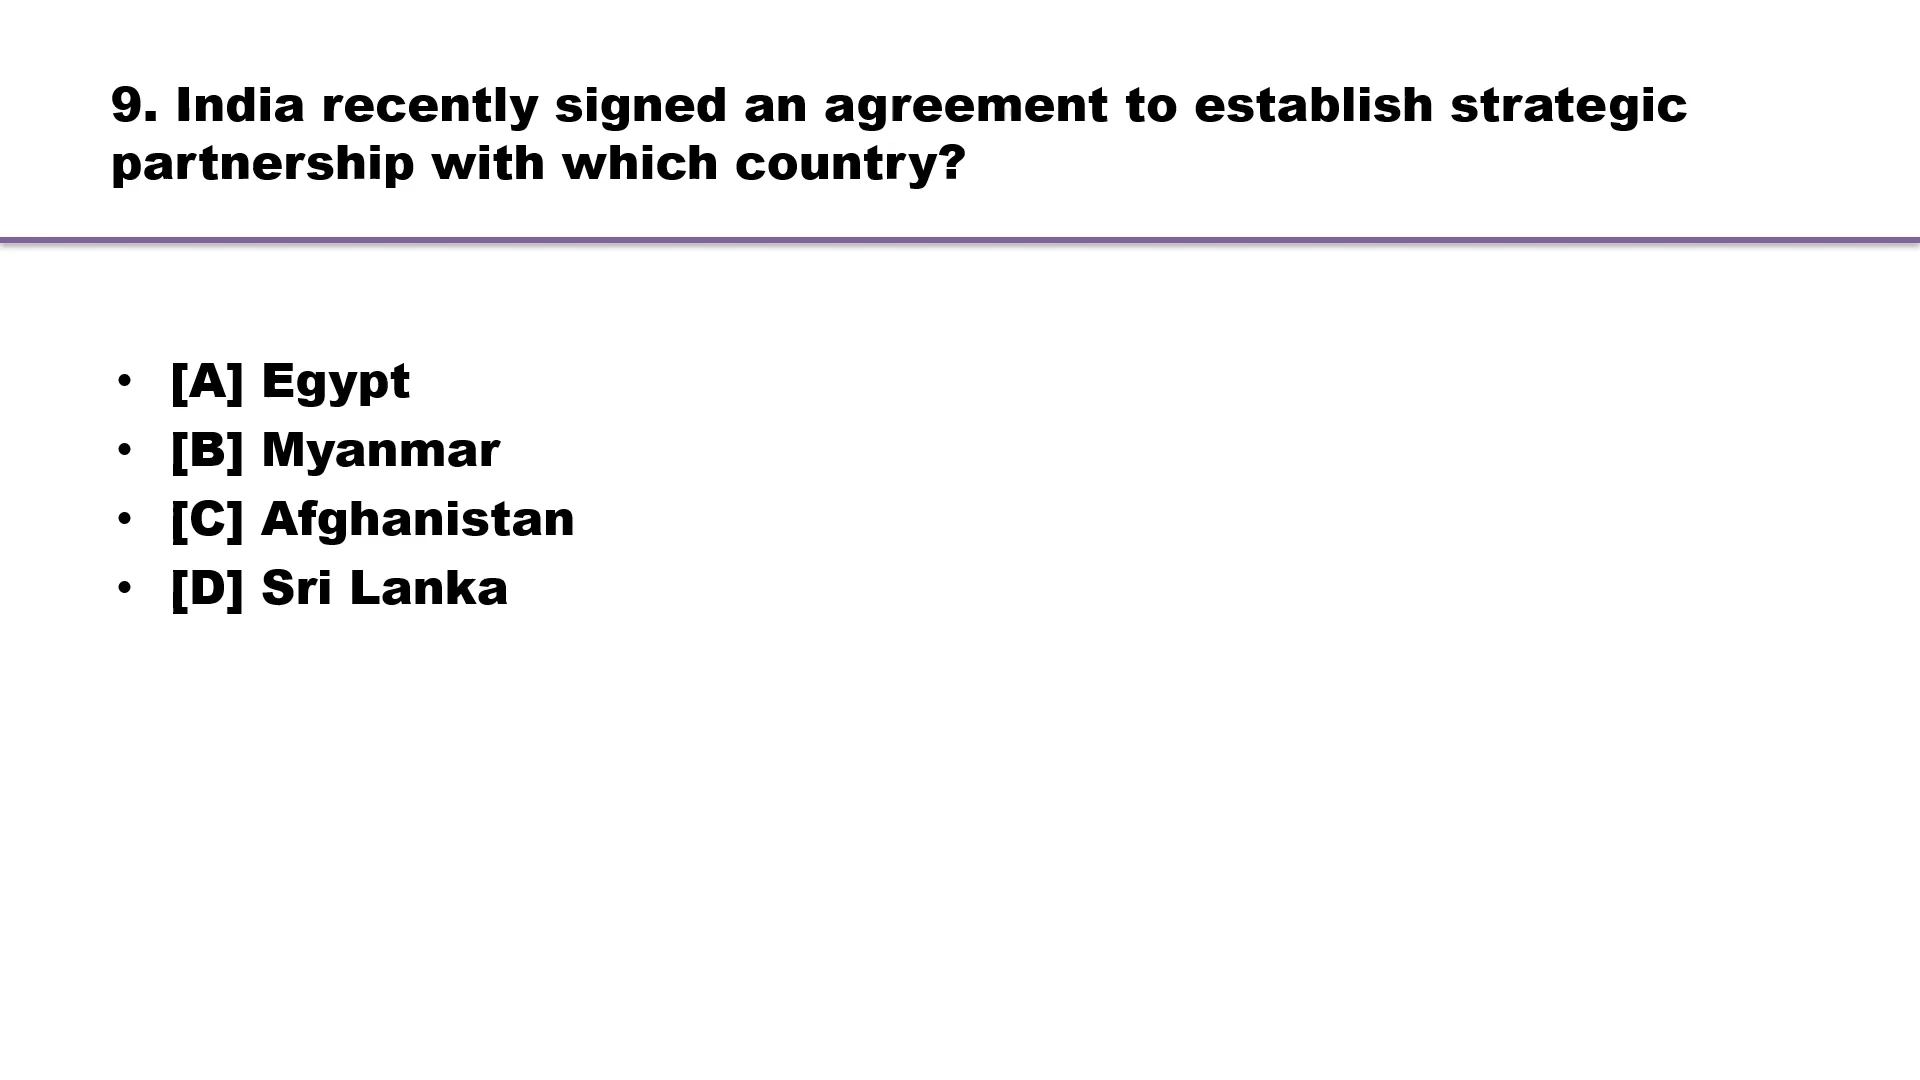 9. India recently signed an agreement to establish strategic
partnership with which country?
• [A] Egypt
• [B] Myanmar
• [C] Afghanistan
• [D] Sri Lanka